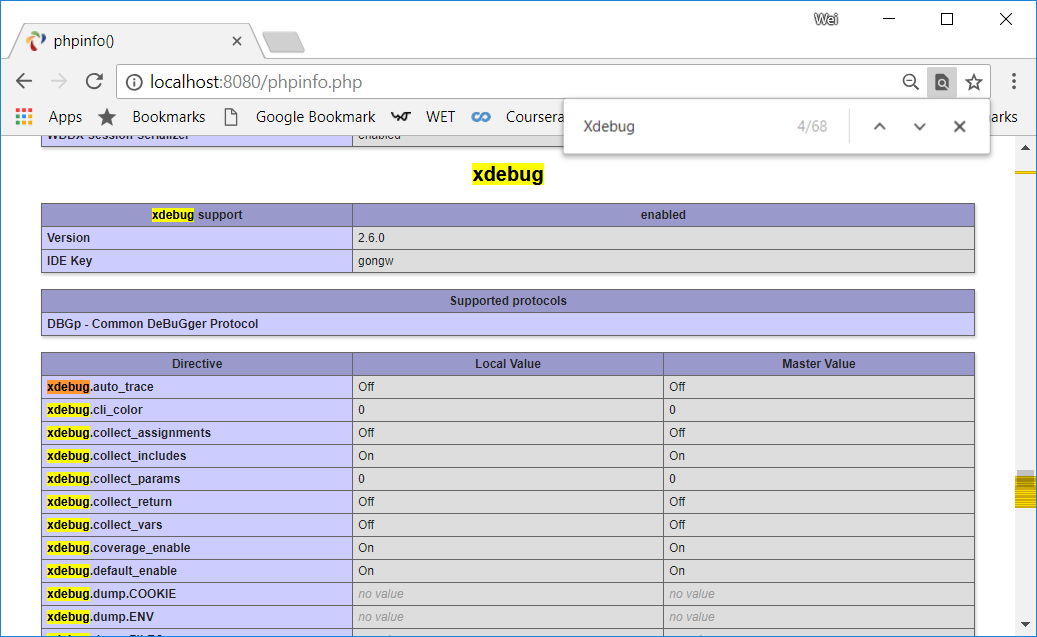 Wei
phpinfo()
localhost:8080/phpinfo.php
Apps Bookmarks Google Bookmark WET Coursera arks
Xdebug 4/68
WDDX Session Serializer enabled
xdebug
xdebug support enabled
Version 2.6.0
IDE Key gongw
Supported protocols
DBGp - Common DeBuGger Protocol
Directive Local Value Master Value
xdebug.auto_trace Off Off
xdebug.cli_color 0 0
xdebug.collect_assignments Off Off
xdebug.collect_includes On On
xdebug.collect_params 0 0
xdebug.collect_return Off Off
xdebug.collect_vars Off Off
xdebug.coverage_enable On On
xdebug.default_enable On On
xdebug.dump.COOKIE no value no value
xdebug.dump.ENV no value no value